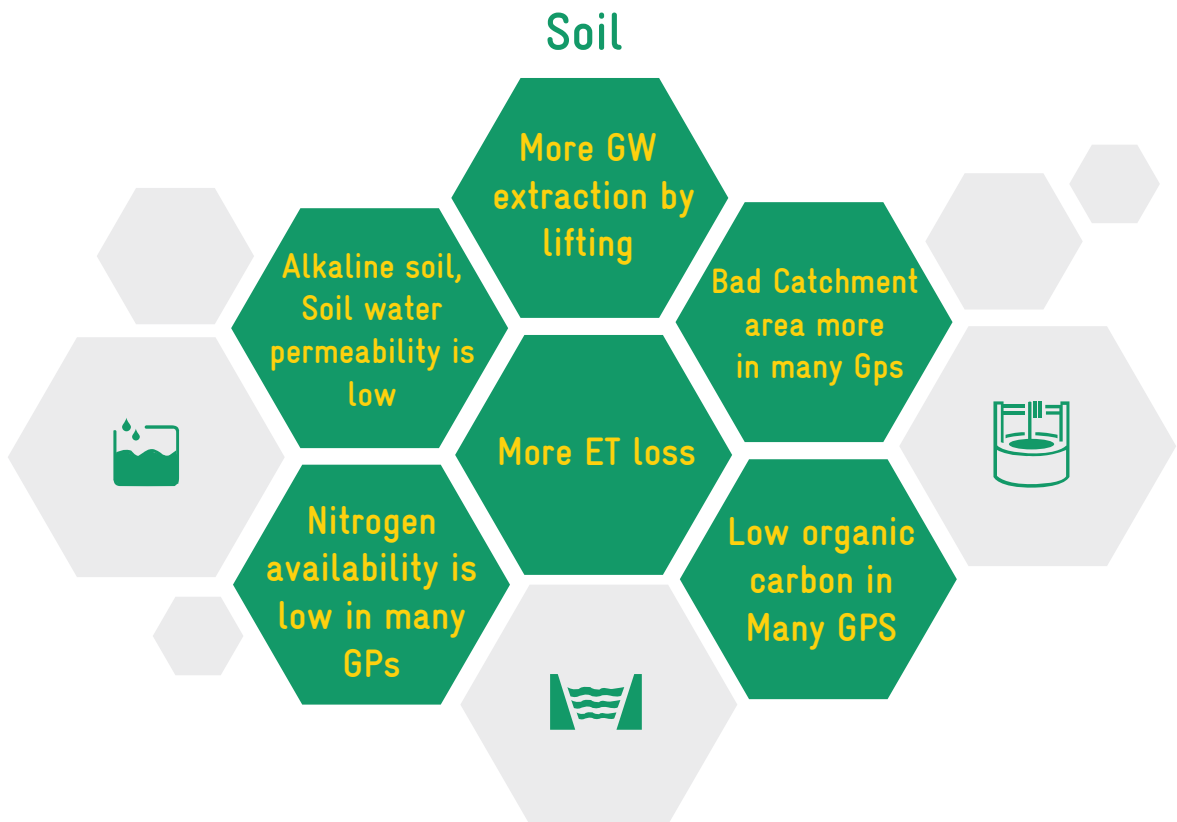 Soil
More GW
extraction by
lifting
Alkaline soil,
Soil water
permeability is
low
Bad Catchment
area more
in many Gps
More ET loss
Nitrogen
availability is
low in many
GPs
Low organic
carbon in
Many GPS